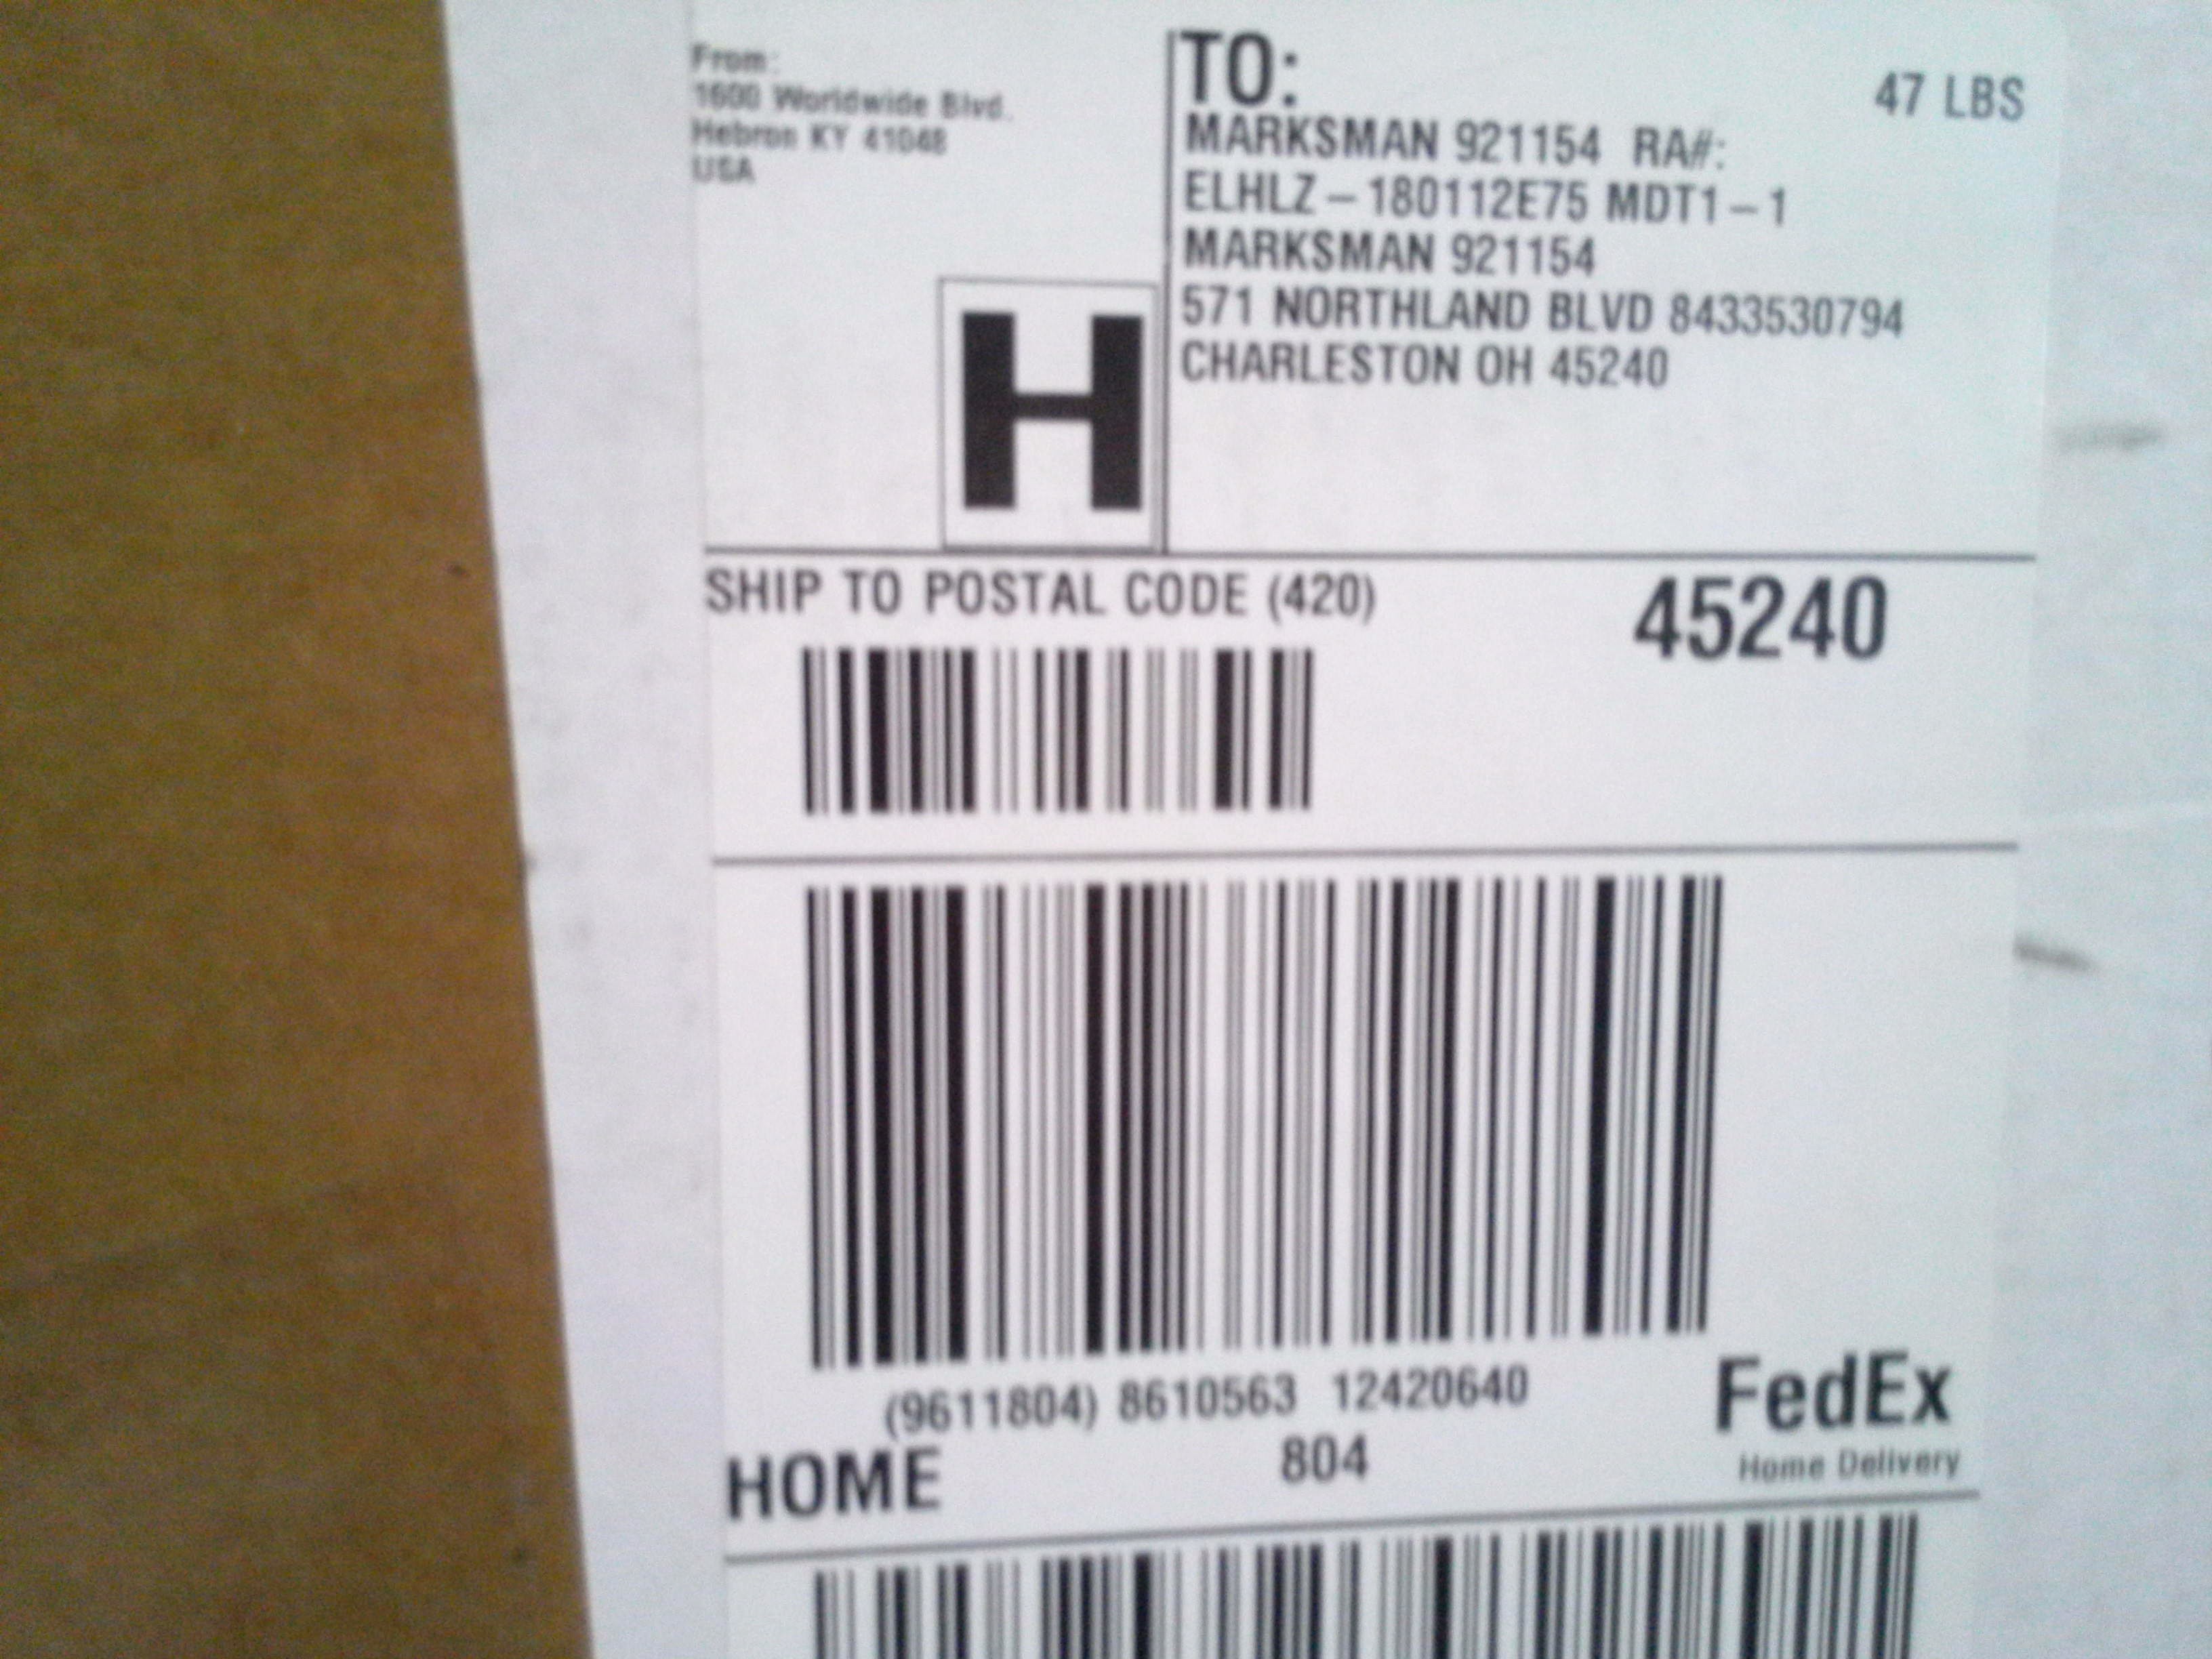 From:
1600 Worldwide Blvd.
Hebron KY 41048
USA
TO:
47 LBS
MARKSMAN 921154 RA#:
ELHLZ-180112E75 MDT1-1
MARKSMAN 921154
571 NORTHLAND BLVD 8433530794
CHARLESTON OH 45240
H
SHIP TO POSTAL CODE (420)
45240
(9611804) 8610563 12420640
FedEx
HOME
804
Home Delivery